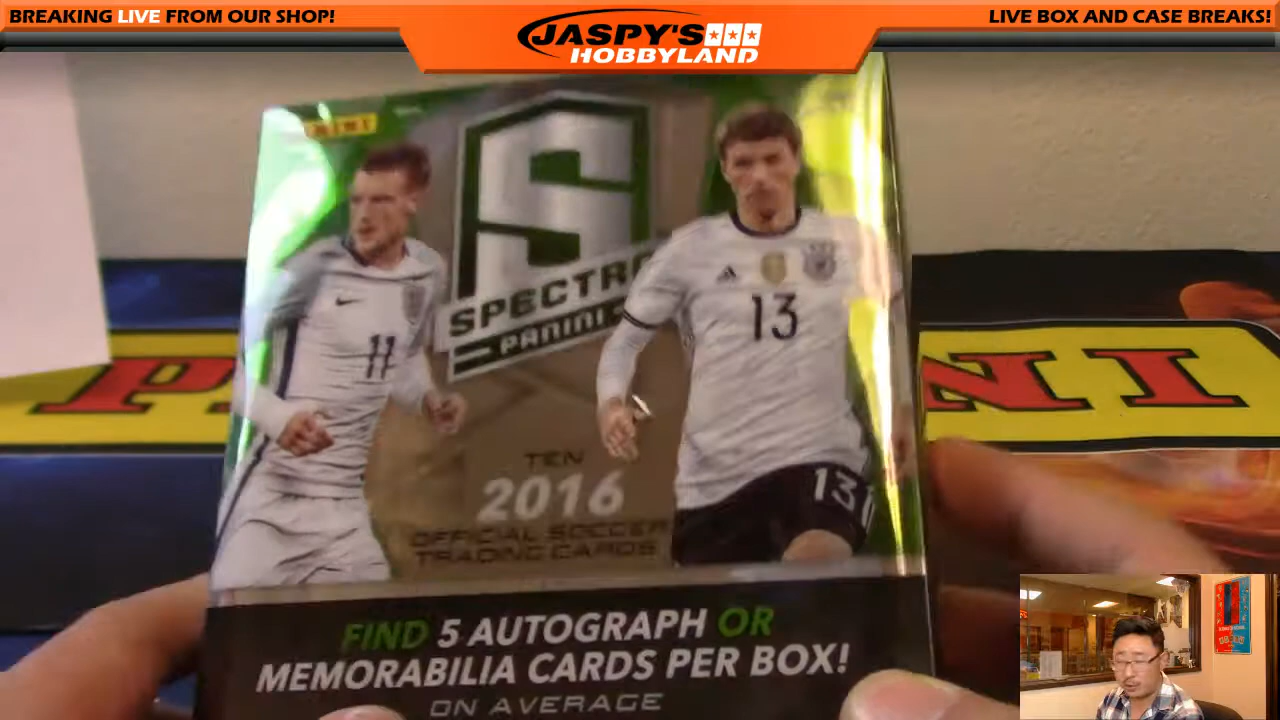 BREAKING LIVE FROM OUR SHOP!
JASPY'S
HOBBYLAND
LIVE BOX AND CASE BREAKS!
PANINI
S
SPECTRA
PANINI
11
13
13
TEN
2016
OFFICIAL SOCCER
TRADING CARDS
FIND 5 AUTOGRAPH OR
MEMORABILIA CARDS PER BOX!
ON AVERAGE
P
NI